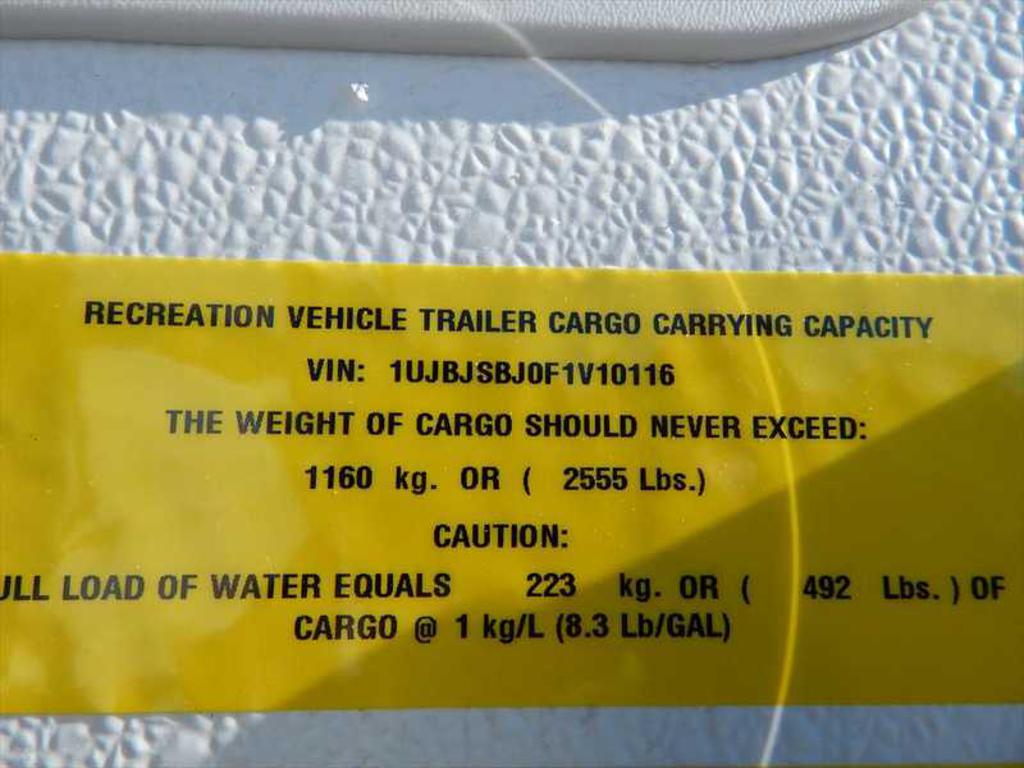 RECREATION VEHICLE TRAILER CARGO CARRYING CAPACITY
VIN: 1UJBJSBJ0F1V10116
THE WEIGHT OF CARGO SHOULD NEVER EXCEED:
1160 kg. OR ( 2555 Lbs.)
CAUTION:
ULL LOAD OF WATER EQUALS 223 kg. OR ( 492 Lbs. ) OF
CARGO @ 1 kg/L (8.3 Lb/GAL)